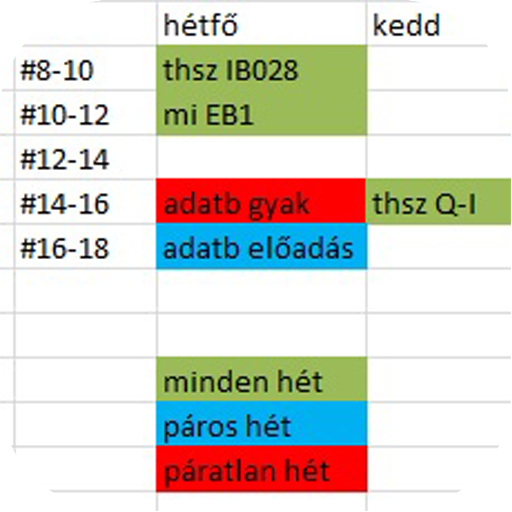 hétfő kedd
#8-10 thsz IB028
#10-12 mi EB1
#12-14
#14-16 adatb gyak thsz Q-I
#16-18 adatb előadás
minden hét
páros hét
páratlan hét